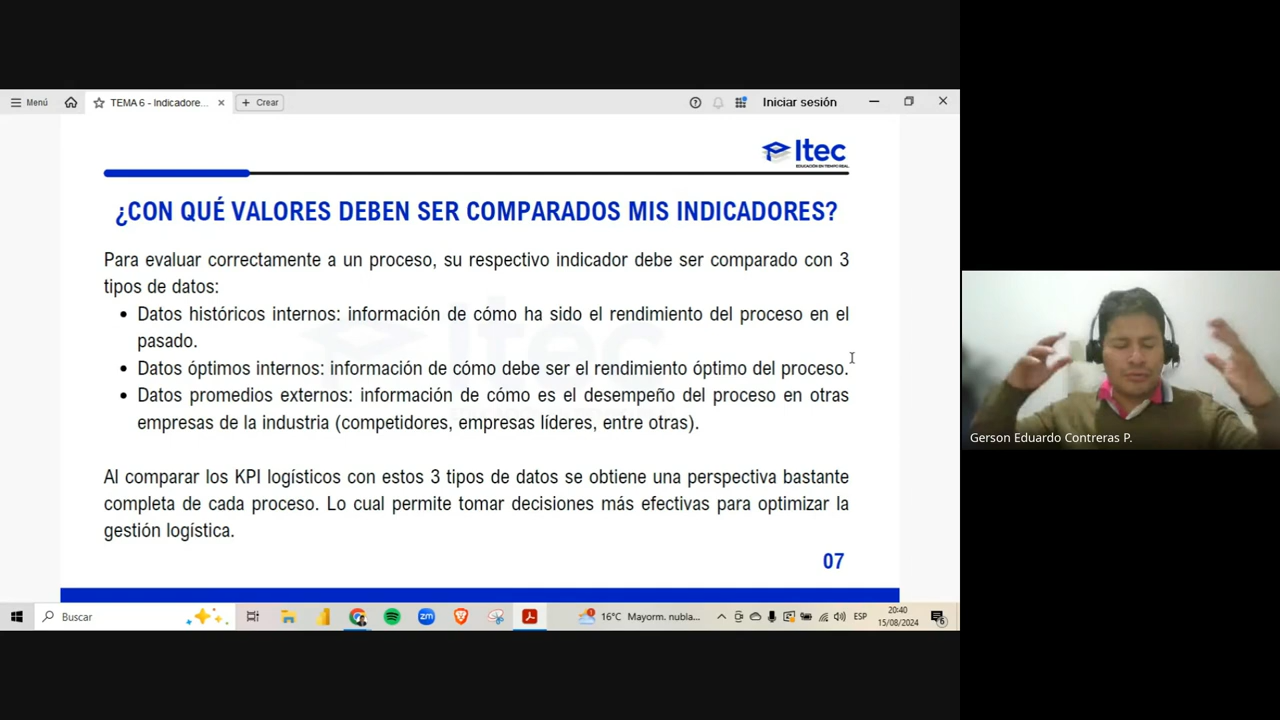 Menú
TEMA 6 - Indicadore...
Crear
Iniciar sesión
Itec
EDUCACIÓN EN TIEMPO REAL
¿CON QUÉ VALORES DEBEN SER COMPARADOS MIS INDICADORES?
Para evaluar correctamente a un proceso, su respectivo indicador debe ser comparado con 3
tipos de datos:
• Datos históricos internos: información de cómo ha sido el rendimiento del proceso en el
pasado.
• Datos óptimos internos: información de cómo debe ser el rendimiento óptimo del proceso.
• Datos promedios externos: información de cómo es el desempeño del proceso en otras
empresas de la industria (competidores, empresas líderes, entre otras).
Al comparar los KPI logísticos con estos 3 tipos de datos se obtiene una perspectiva bastante
completa de cada proceso. Lo cual permite tomar decisiones más efectivas para optimizar la
gestión logística.
07
Gerson Eduardo Contreras P.
Buscar
zm
16°C Mayorm. nubla...
ESP
20:40
15/08/2024
6